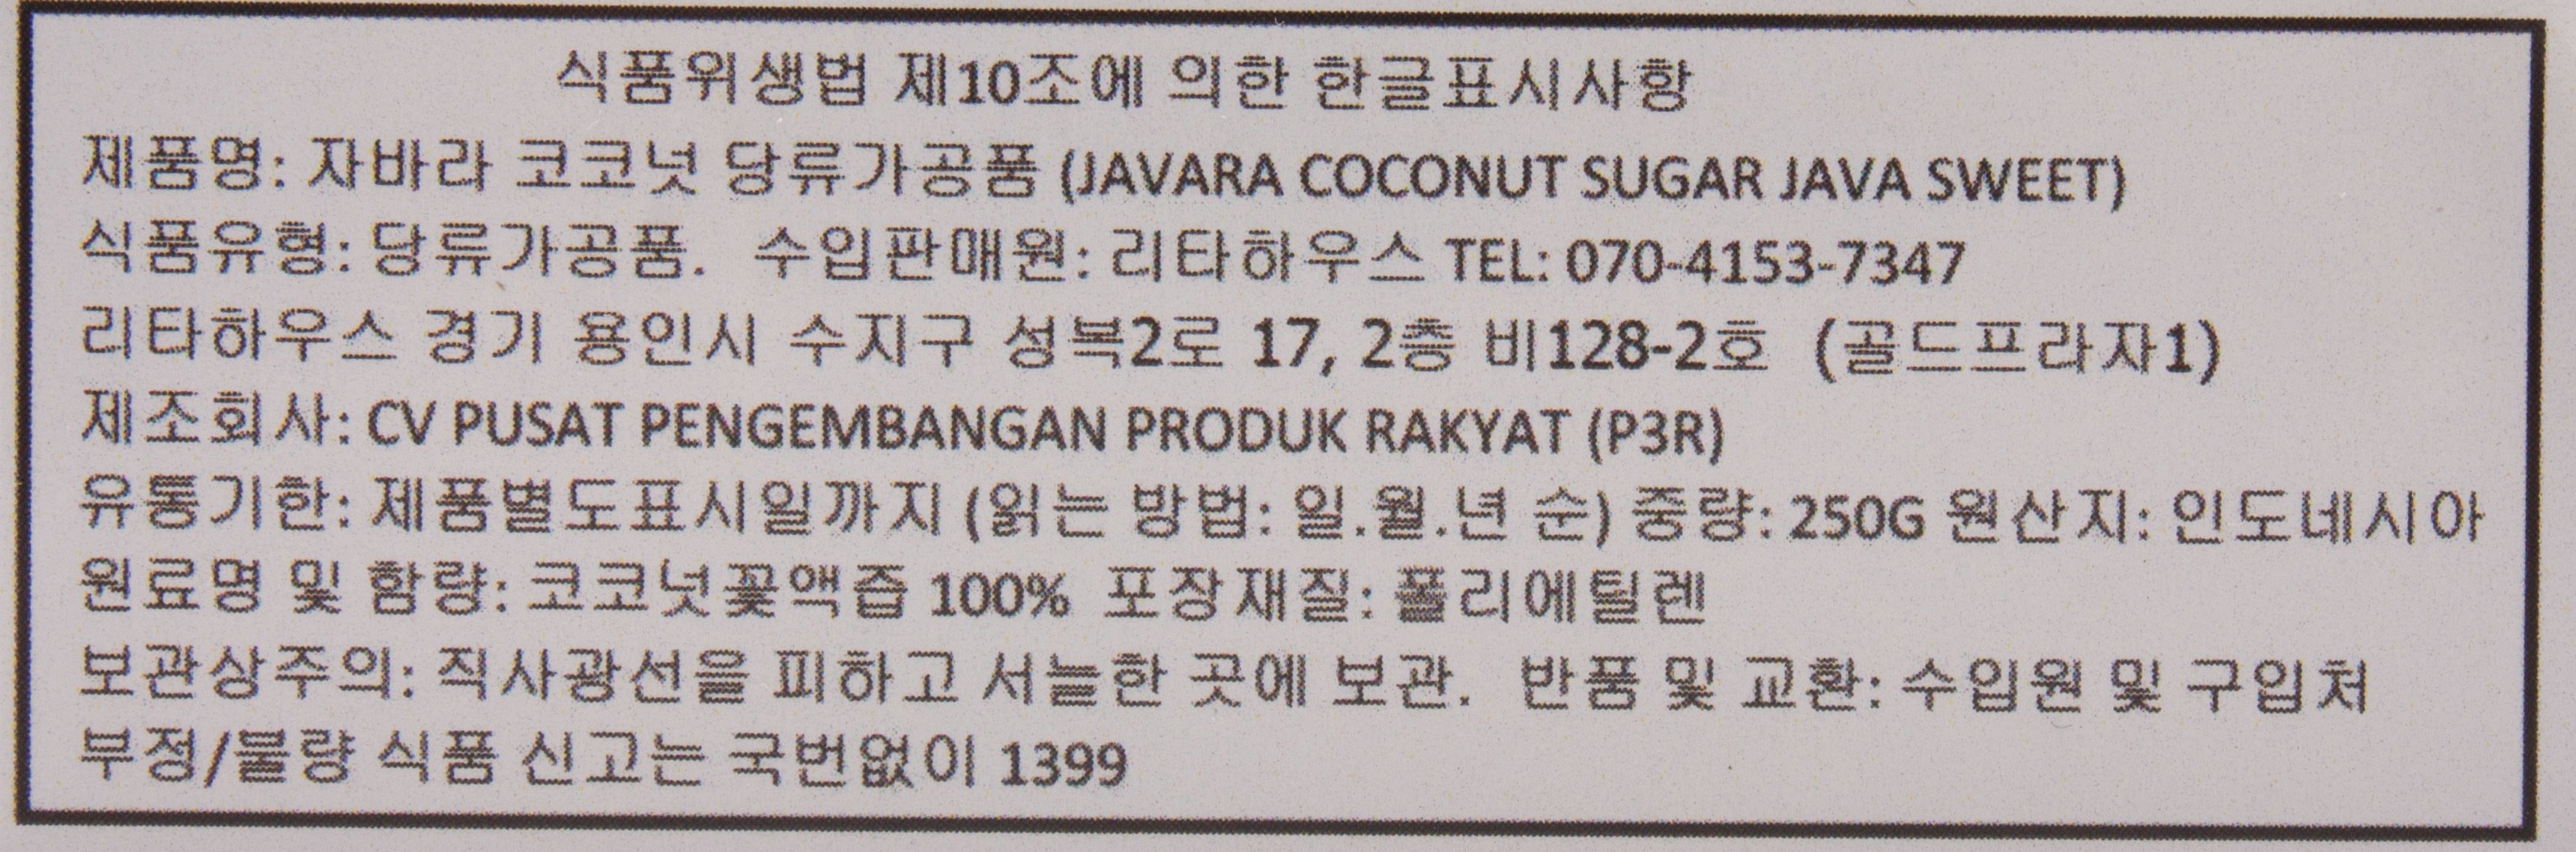 식품위생법 제10조에 의한 한글표시사항
제품명: 자바라 코코넛 당류가공품 (JAVARA COCONUT SUGAR JAVA SWEET)
식품유형: 당류가공품. 수입판매원: 리타하우스 TEL: 070-4153-7347
리타하우스 경기 용인시 수지구 성복2로 17, 2층 비128-2호 (골드프라자1)
제조회사: CV PUSAT PENGEMBANGAN PRODUK RAKYAT (P3R)
유통기한: 제품별도표시일까지 (읽는 방법: 일.월.년 순) 중량: 250G 원산지: 인도네시아
원료명 및 함량: 코코넛꽃액즙 100% 포장재질: 폴리에틸렌
보관상주의: 직사광선을 피하고 서늘한 곳에 보관. 반품 및 교환: 수입원 및 구입처
부정/불량 식품 신고는 국번없이 1399